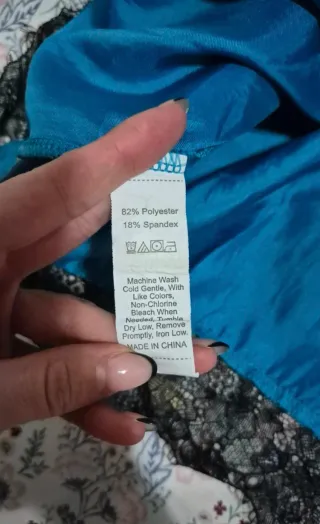 82% Polyester
18% Spandex
Machine Wash
Cold Gentle, With
Like Colors,
Non-Chlorine
Bleach When
Needed, Tumble
Dry Low, Remove
Promptly, Iron Low.
MADE IN CHINA